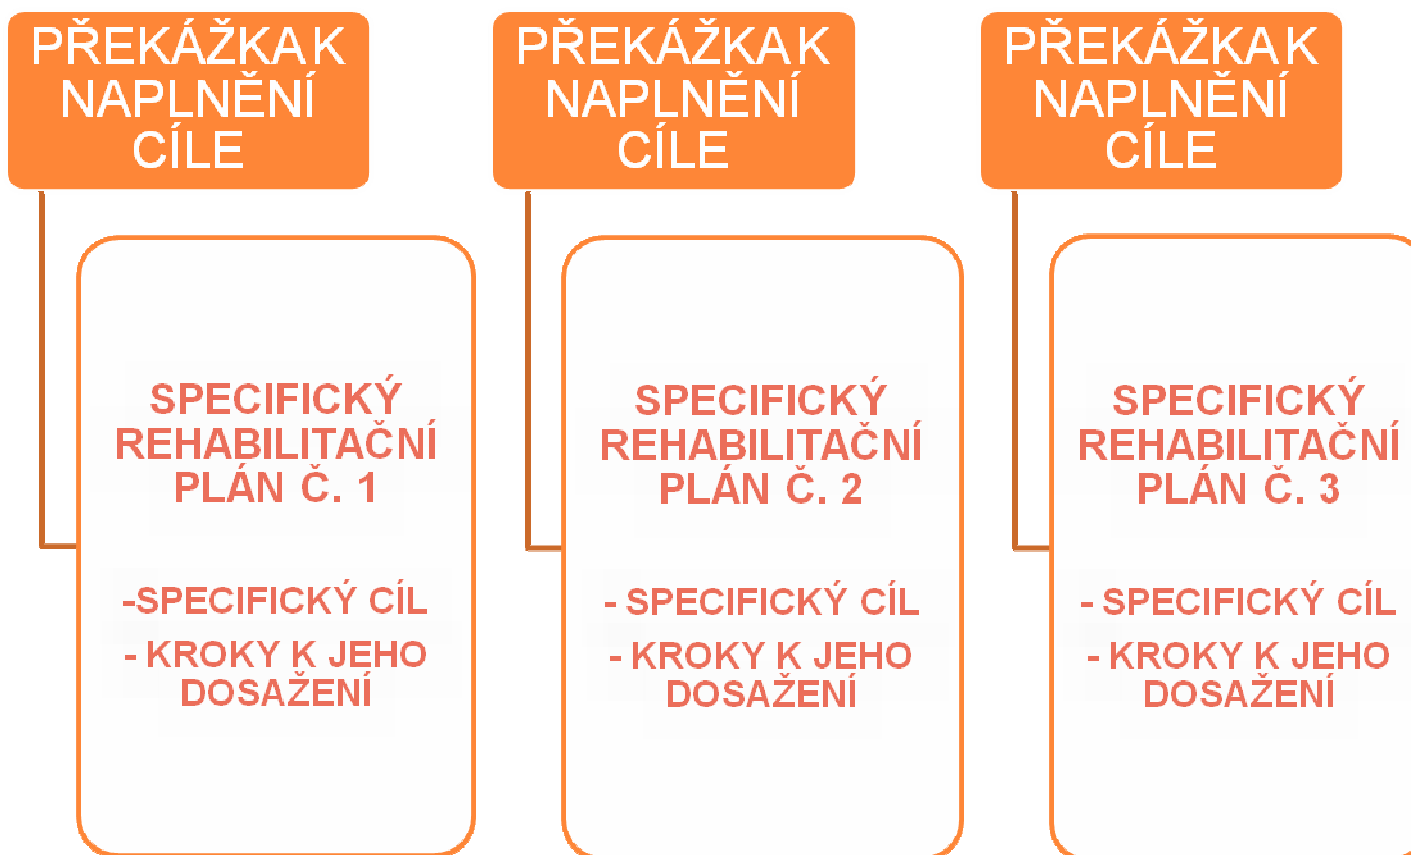 PŘEKÁŽKA K
NAPLNĚNÍ
CÍLE
SPECIFICKÝ
REHABILITAČNÍ
PLÁN Č. 1
-SPECIFICKÝ CÍL
- KROKY K JEHO
DOSAŽENÍ
PŘEKÁŽKA K
NAPLNĚNÍ
CÍLE
SPECIFICKÝ
REHABILITAČNÍ
PLÁN Č. 2
- SPECIFICKÝ CÍL
- KROKY K JEHO
DOSAŽENÍ
PŘEKÁŽKA K
NAPLNĚNÍ
CÍLE
SPECIFICKÝ
REHABILITAČNÍ
PLÁN Č. 3
- SPECIFICKÝ CÍL
- KROKY K JEHO
DOSAŽENÍ